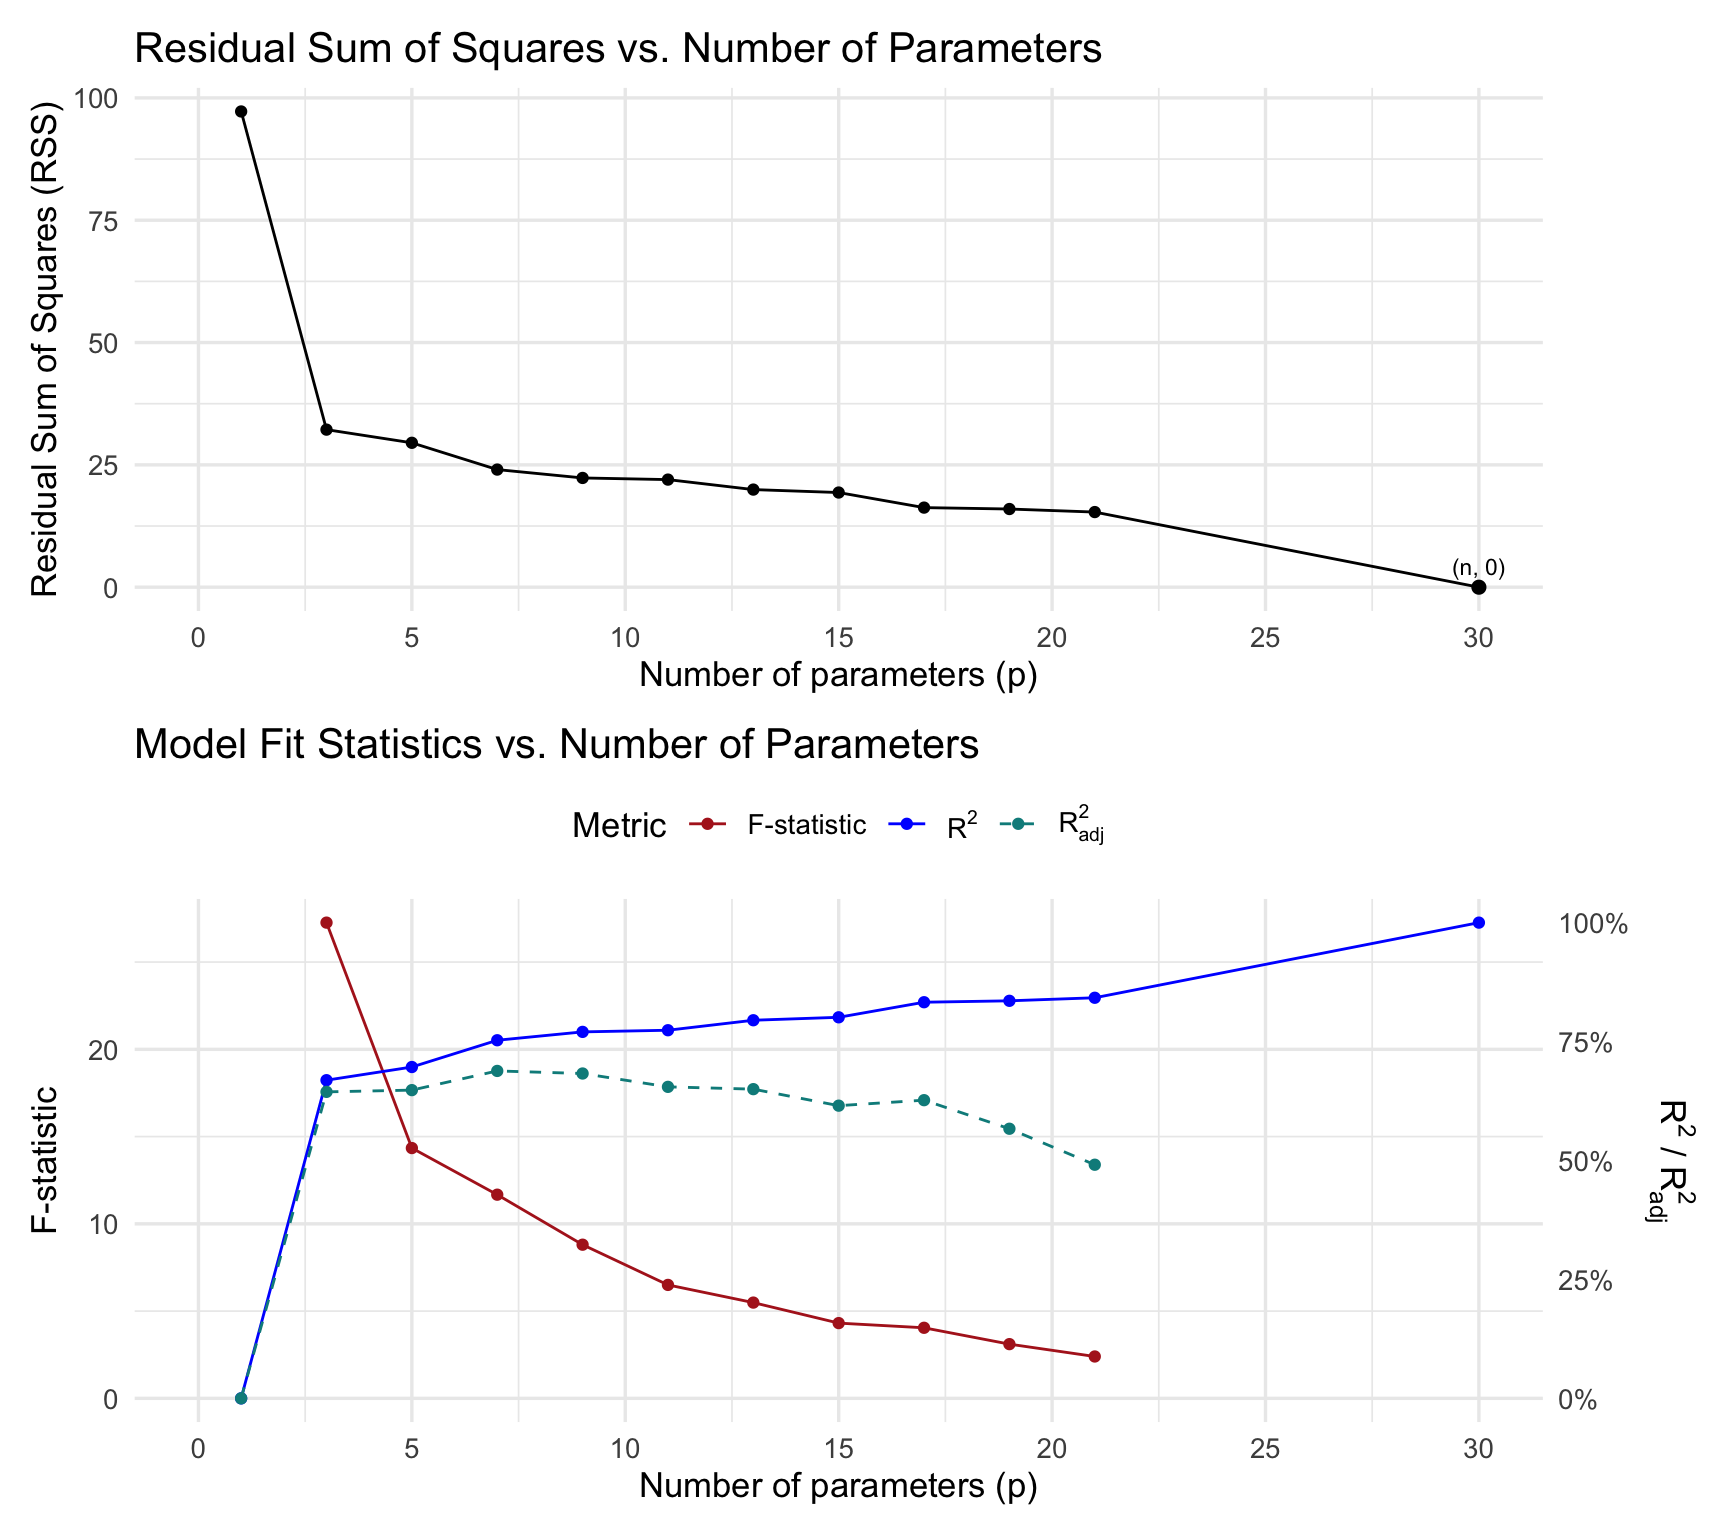 Residual Sum of Squares vs. Number of Parameters
Residual Sum of Squares (RSS)
100
75
50
25
0
(n, 0)
0 5 10 15 20 25 30
Number of parameters (p)
Model Fit Statistics vs. Number of Parameters
Metric F-statistic R² R²adj
F-statistic
20
10
0
100%
75%
50%
25%
0%
R² / R²adj
0 5 10 15 20 25 30
Number of parameters (p)